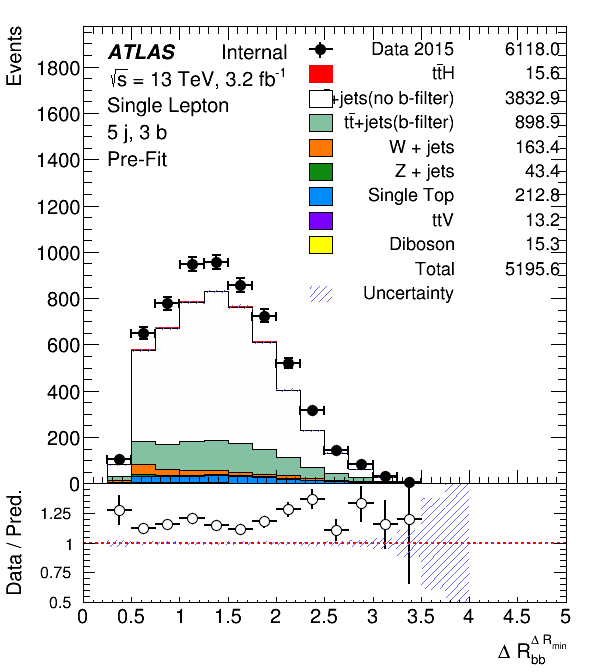 Events
ATLAS Internal
√s = 13 TeV, 3.2 fb⁻¹
Single Lepton
5 j, 3 b
Pre-Fit
Data 2015 6118.0
tt̄H 15.6
+jets(no b-filter) 3832.9
tt̄+jets(b-filter) 898.9
W + jets 163.4
Z + jets 43.4
Single Top 212.8
ttV 13.2
Diboson 15.3
Total 5195.6
Uncertainty
1800
1600
1400
1200
1000
800
600
400
200
0
Data / Pred.
1.25
1
0.75
0.5
0 0.5 1 1.5 2 2.5 3 3.5 4 4.5 5
Δ R_bb^Δ R_min